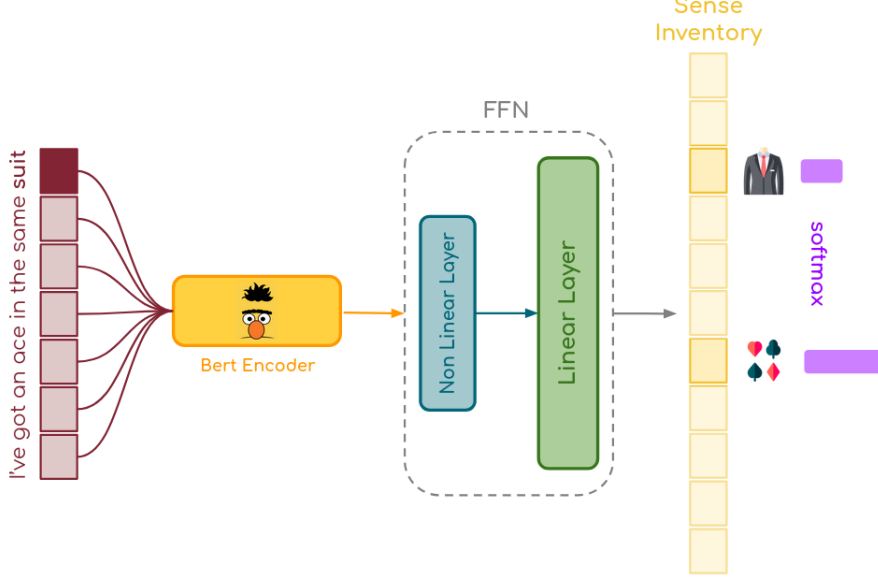 I've got an ace in the same suit
Bert Encoder
FFN
Non Linear Layer
Linear Layer
Sense
Inventory
softmax